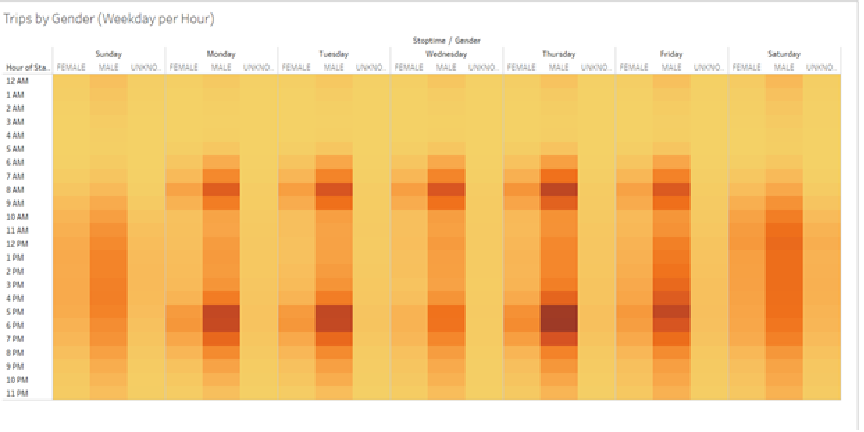 Trips by Gender (Weekday per Hour)
Stoptime / Gender
Sunday Monday Tuesday Wednesday Thursday Friday Saturday
Hour of Sta.. FEMALE MALE UNKNO.. FEMALE MALE UNKNO.. FEMALE MALE UNKNO.. FEMALE MALE UNKNO.. FEMALE MALE UNKNO.. FEMALE MALE UNKNO.. FEMALE MALE UNKNO..
12 AM
1 AM
2 AM
3 AM
4 AM
5 AM
6 AM
7 AM
8 AM
9 AM
10 AM
11 AM
12 PM
1 PM
2 PM
3 PM
4 PM
5 PM
6 PM
7 PM
8 PM
9 PM
10 PM
11 PM